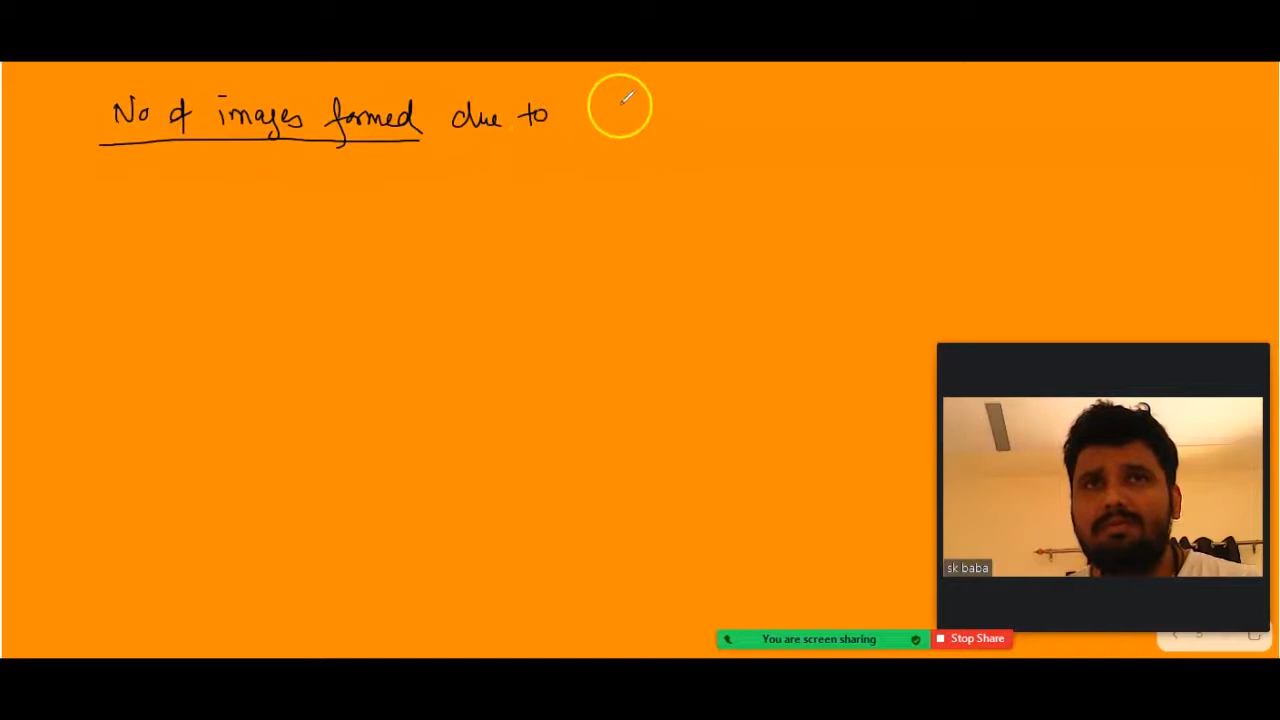 No of images formed due to
sk baba
You are screen sharing
Stop Share